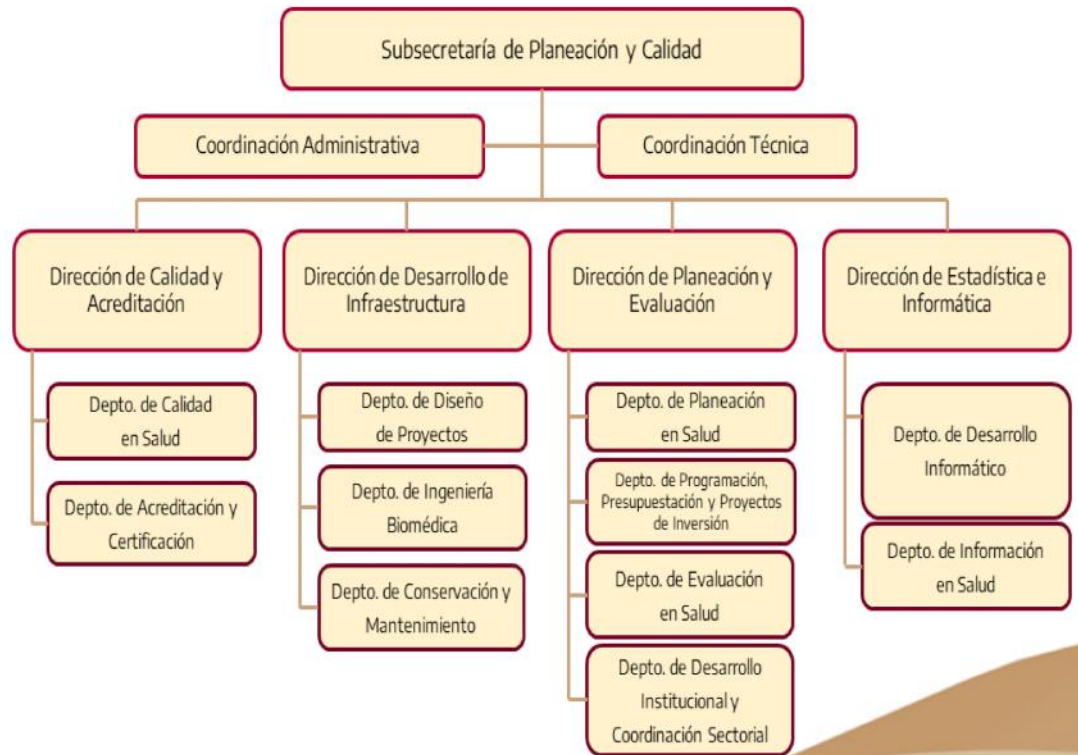 Subsecretaría de Planeación y Calidad
Coordinación Administrativa
Coordinación Técnica
Dirección de Calidad y
Acreditación
Dirección de Desarrollo de
Infraestructura
Dirección de Planeación y
Evaluación
Dirección de Estadística e
Informática
Depto. de Calidad
en Salud
Depto. de Acreditación y
Certificación
Depto. de Diseño
de Proyectos
Depto. de Ingeniería
Biomédica
Depto. de Conservación y
Mantenimiento
Depto. de Planeación
en Salud
Depto. de Programación,
Presupuestación y Proyectos
de Inversión
Depto. de Evaluación
en Salud
Depto. de Desarrollo
Institucional y
Coordinación Sectorial
Depto. de Desarrollo
Informático
Depto. de Información
en Salud